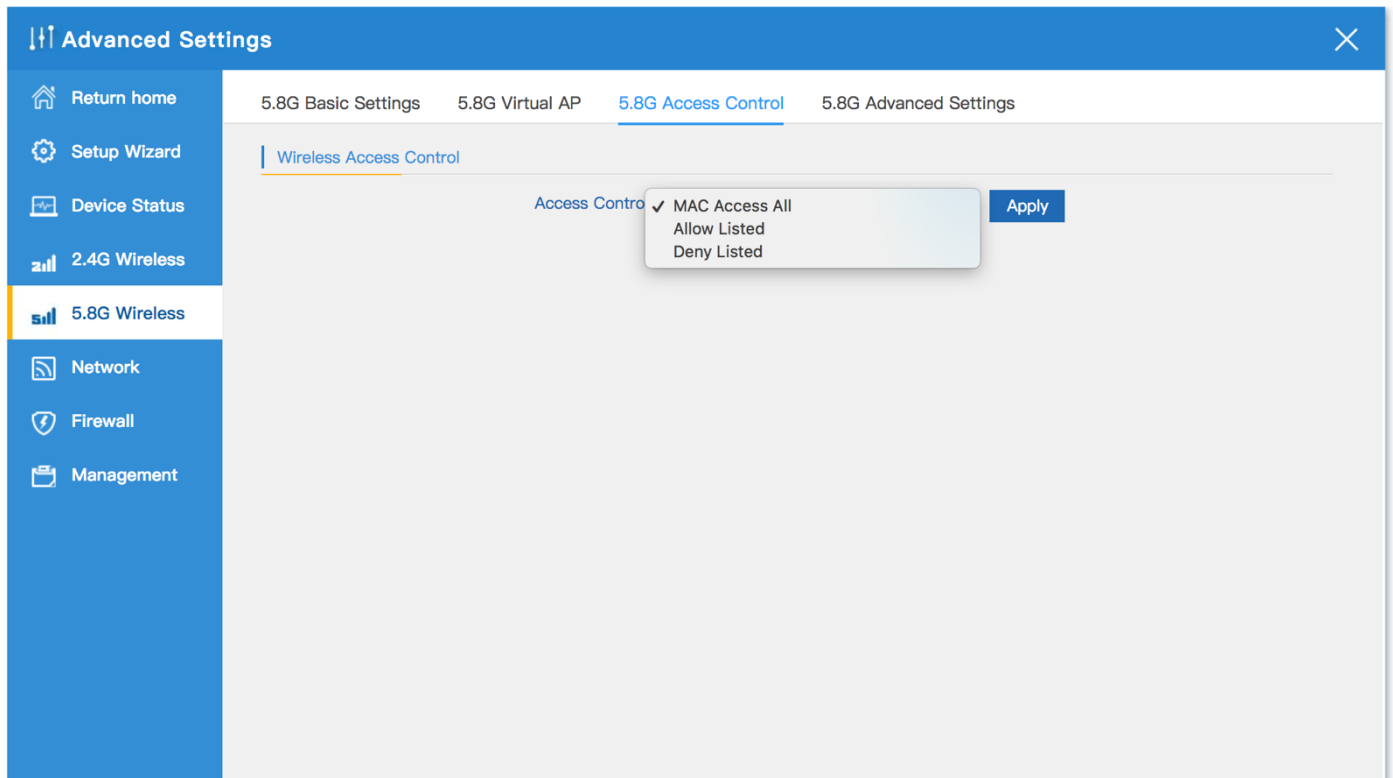 Advanced Settings
Return home
Setup Wizard
Device Status
2.4G Wireless
5.8G Wireless
Network
Firewall
Management
5.8G Basic Settings 5.8G Virtual AP 5.8G Access Control 5.8G Advanced Settings
Wireless Access Control
Access Contro
✓ MAC Access All
Allow Listed
Deny Listed
Apply